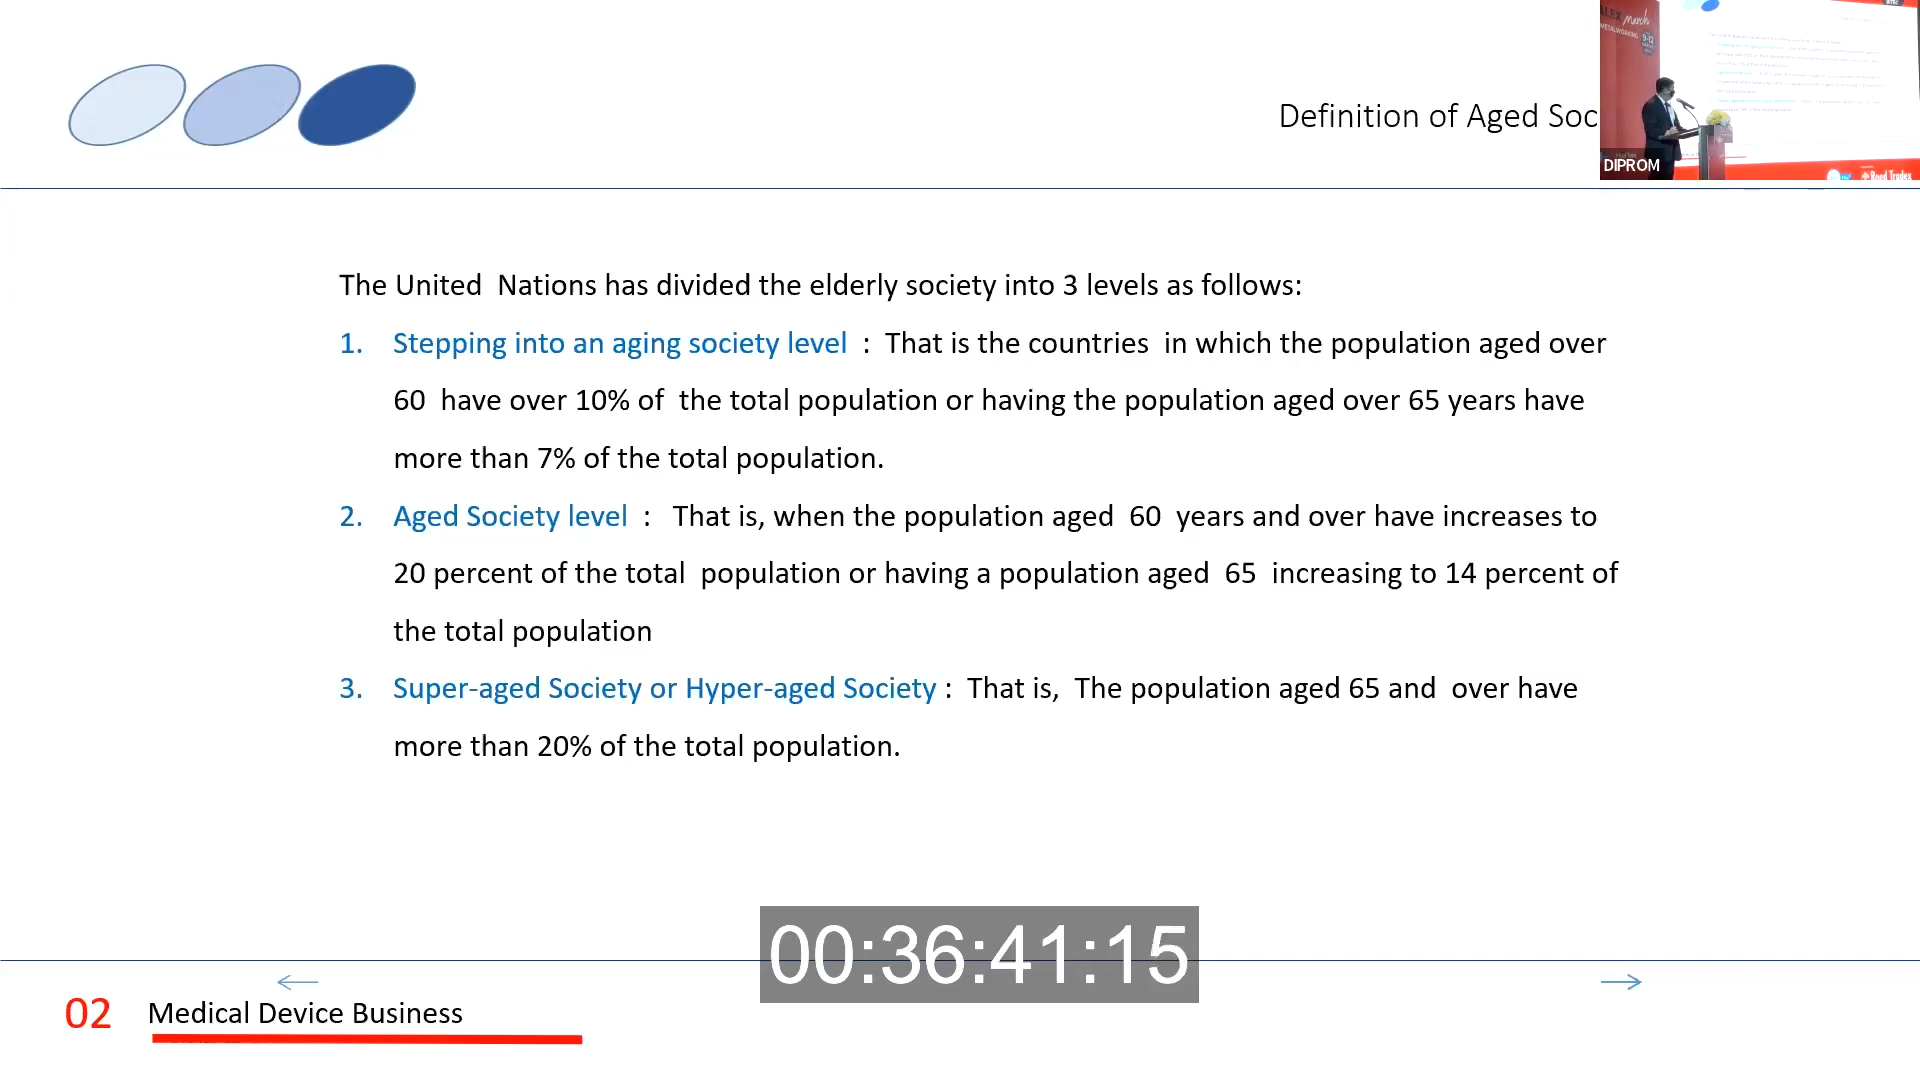 Definition of Aged Soc
march
9-12
DIPROM
Reed Tradex
The United Nations has divided the elderly society into 3 levels as follows:
1. Stepping into an aging society level : That is the countries in which the population aged over
60 have over 10% of the total population or having the population aged over 65 years have
more than 7% of the total population.
2. Aged Society level : That is, when the population aged 60 years and over have increases to
20 percent of the total population or having a population aged 65 increasing to 14 percent of
the total population
3. Super-aged Society or Hyper-aged Society : That is, The population aged 65 and over have
more than 20% of the total population.
00:36:41:15
02 Medical Device Business